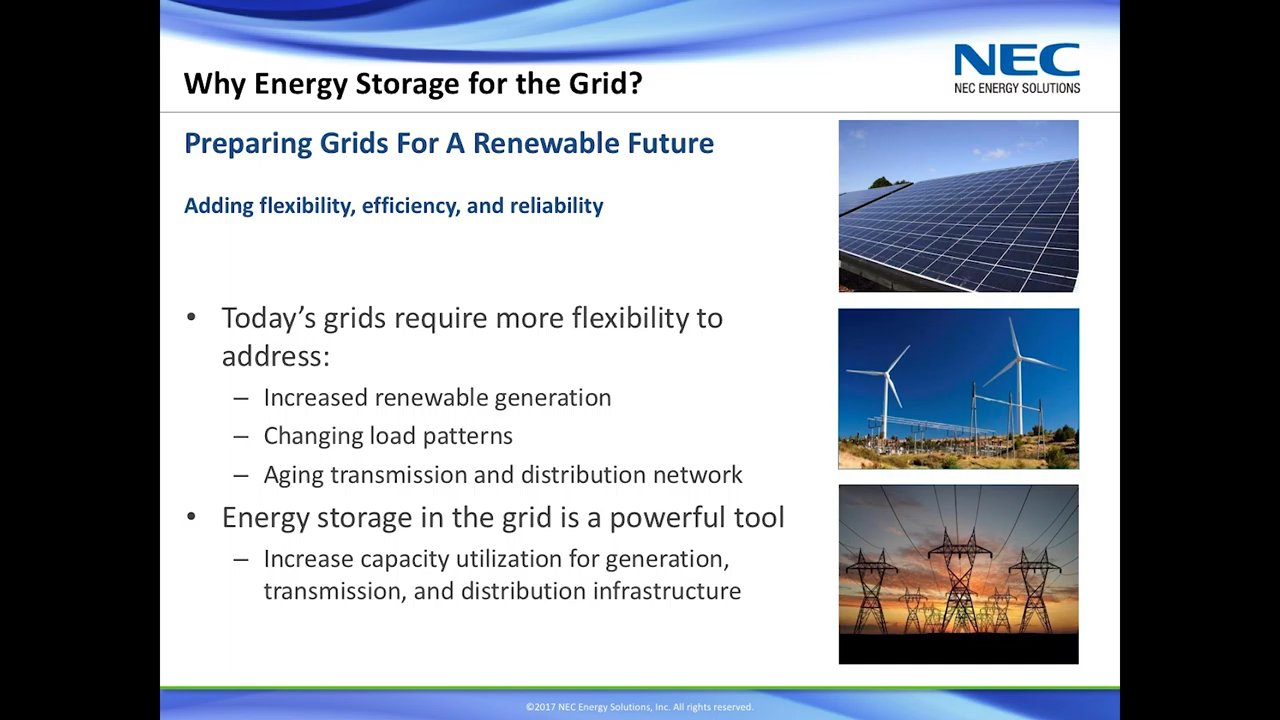 Why Energy Storage for the Grid?
NEC
NEC ENERGY SOLUTIONS
Preparing Grids For A Renewable Future
Adding flexibility, efficiency, and reliability
• Today’s grids require more flexibility to
address:
– Increased renewable generation
– Changing load patterns
– Aging transmission and distribution network
• Energy storage in the grid is a powerful tool
– Increase capacity utilization for generation,
transmission, and distribution infrastructure
©2017 NEC Energy Solutions, Inc. All rights reserved.